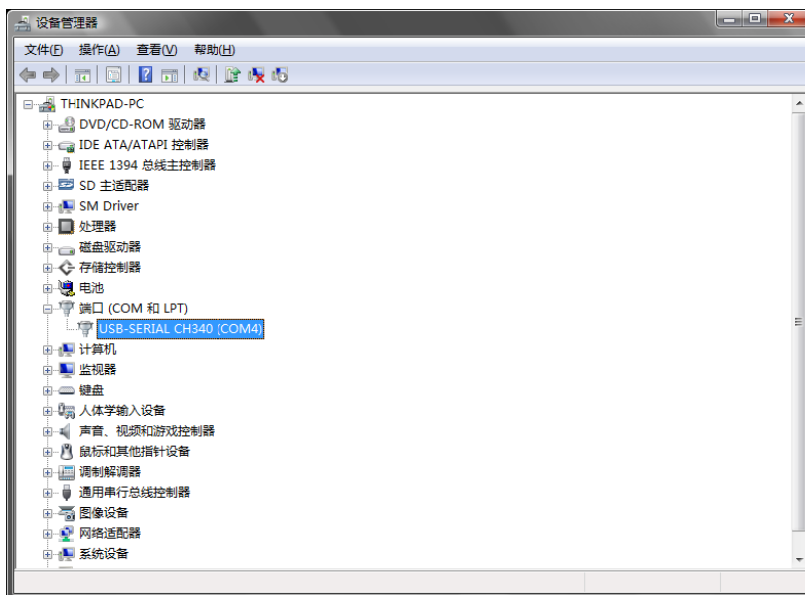 设备管理器
文件(F) 操作(A) 查看(V) 帮助(H)
THINKPAD-PC
DVD/CD-ROM 驱动器
IDE ATA/ATAPI 控制器
IEEE 1394 总线主控制器
SD 主适配器
SM Driver
处理器
磁盘驱动器
存储控制器
电池
端口 (COM 和 LPT)
USB-SERIAL CH340 (COM4)
计算机
监视器
键盘
人体学输入设备
声音、视频和游戏控制器
鼠标和其他指针设备
调制解调器
通用串行总线控制器
图像设备
网络适配器
系统设备